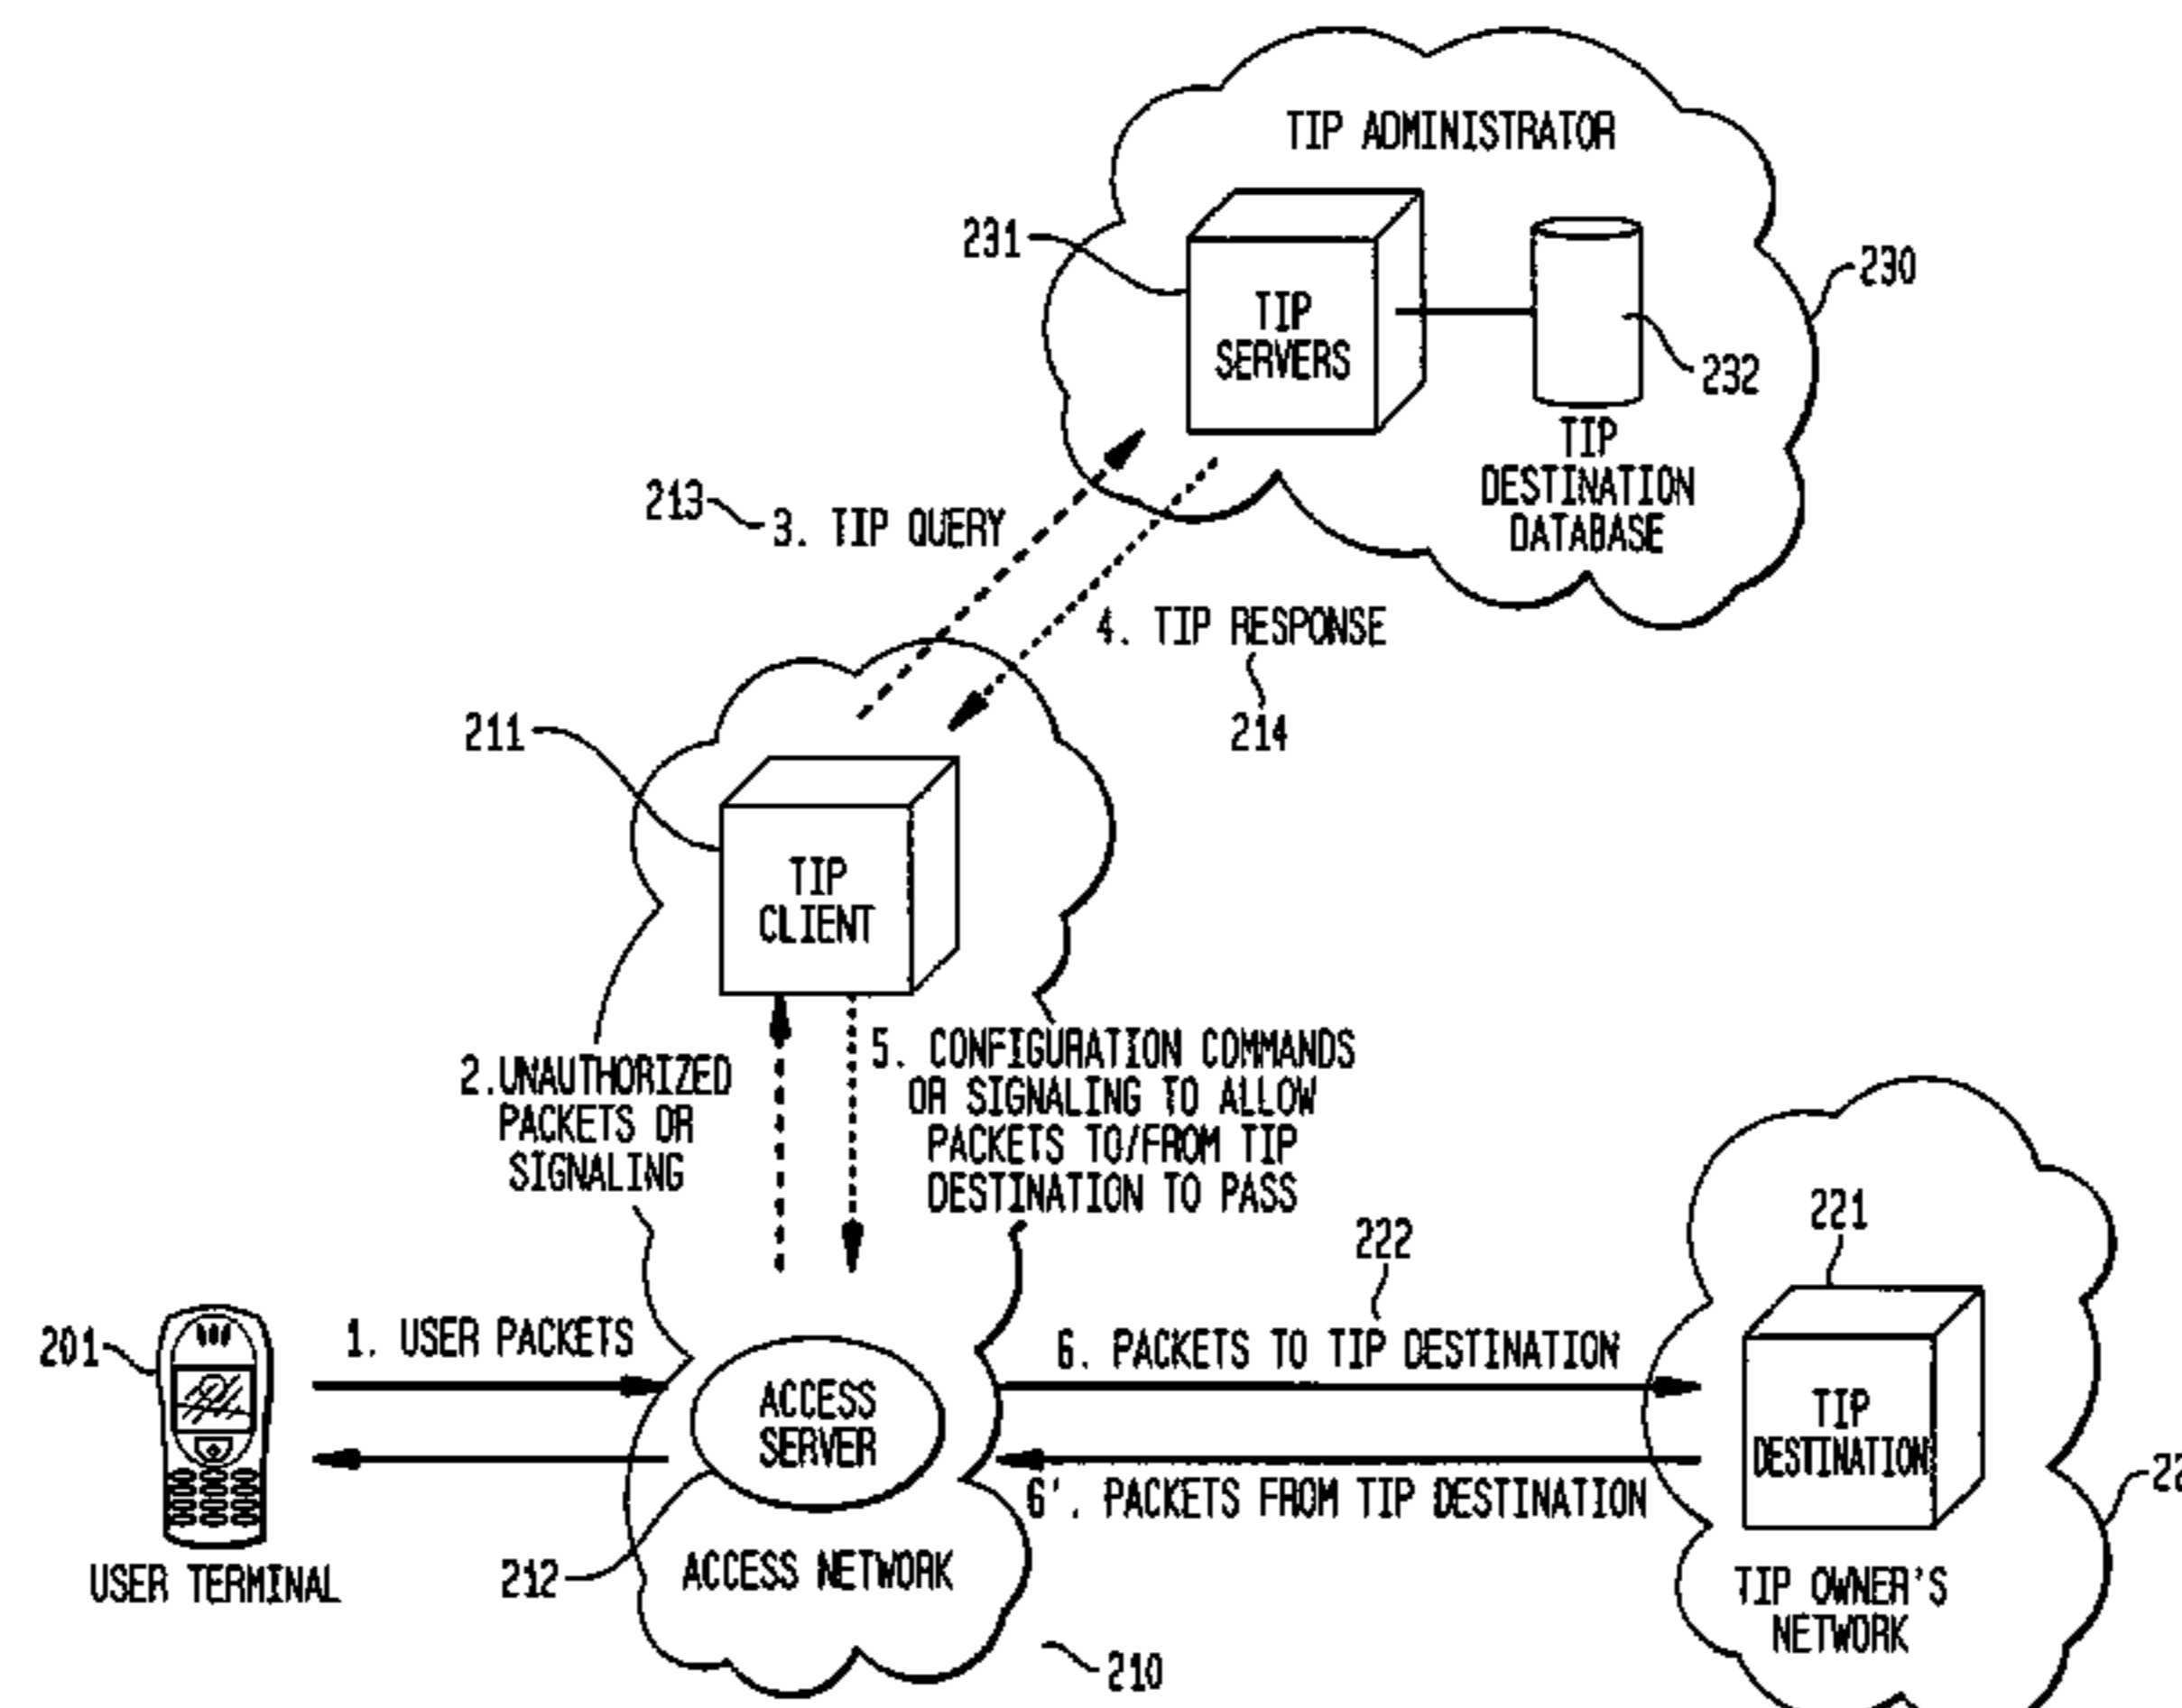 TIP ADMINISTRATOR
231
TIP
SERVERS
230
232
TIP
DESTINATION
DATABASE
213
3. TIP QUERY
4. TIP RESPONSE
214
211
TIP
CLIENT
2.UNAUTHORIZED
PACKETS OR
SIGNALING
5. CONFIGURATION COMMANDS
OR SIGNALING TO ALLOW
PACKETS TO/FROM TIP
DESTINATION TO PASS
222
221
201
1. USER PACKETS
6. PACKETS TO TIP DESTINATION
ACCESS
SERVER
TIP
DESTINATION
6'. PACKETS FROM TIP DESTINATION
USER TERMINAL
212
ACCESS NETWORK
TIP OWNER'S
NETWORK
210